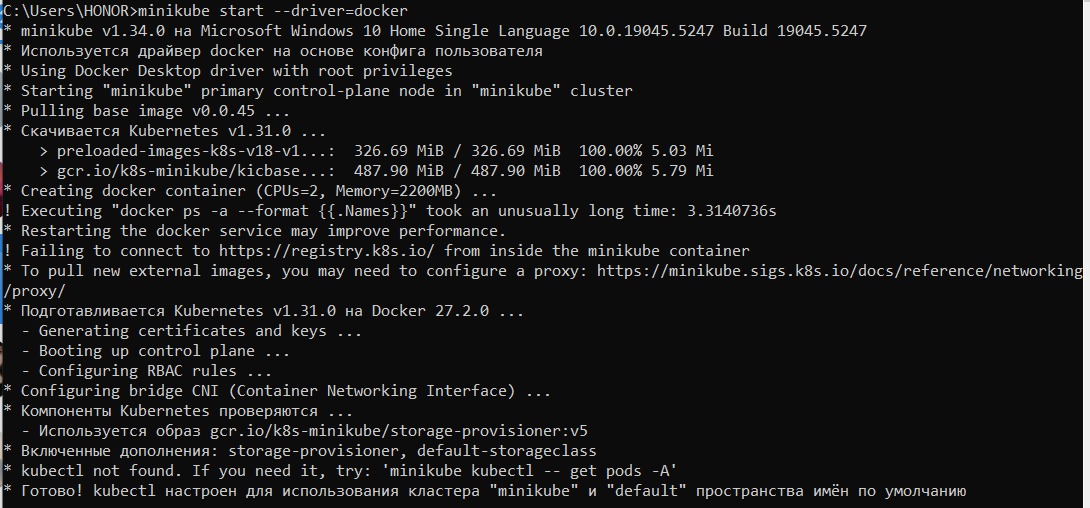 C:\Users\HONOR>minikube start --driver=docker
* minikube v1.34.0 на Microsoft Windows 10 Home Single Language 10.0.19045.5247 Build 19045.5247
* Используется драйвер docker на основе конфига пользователя
* Using Docker Desktop driver with root privileges
* Starting "minikube" primary control-plane node in "minikube" cluster
* Pulling base image v0.0.45 ...
* Скачивается Kubernetes v1.31.0 ...
    > preloaded-images-k8s-v18-v1...:  326.69 MiB / 326.69 MiB  100.00% 5.03 Mi
    > gcr.io/k8s-minikube/kicbase...:  487.90 MiB / 487.90 MiB  100.00% 5.79 Mi
* Creating docker container (CPUs=2, Memory=2200MB) ...
! Executing "docker ps -a --format {{.Names}}" took an unusually long time: 3.3140736s
* Restarting the docker service may improve performance.
! Failing to connect to https://registry.k8s.io/ from inside the minikube container
* To pull new external images, you may need to configure a proxy: https://minikube.sigs.k8s.io/docs/reference/networking
/proxy/
* Подготавливается Kubernetes v1.31.0 на Docker 27.2.0 ...
  - Generating certificates and keys ...
  - Booting up control plane ...
  - Configuring RBAC rules ...
* Configuring bridge CNI (Container Networking Interface) ...
* Компоненты Kubernetes проверяются ...
  - Используется образ gcr.io/k8s-minikube/storage-provisioner:v5
* Включенные дополнения: storage-provisioner, default-storageclass
* kubectl not found. If you need it, try: 'minikube kubectl -- get pods -A'
* Готово! kubectl настроен для использования кластера "minikube" и "default" пространства имён по умолчанию